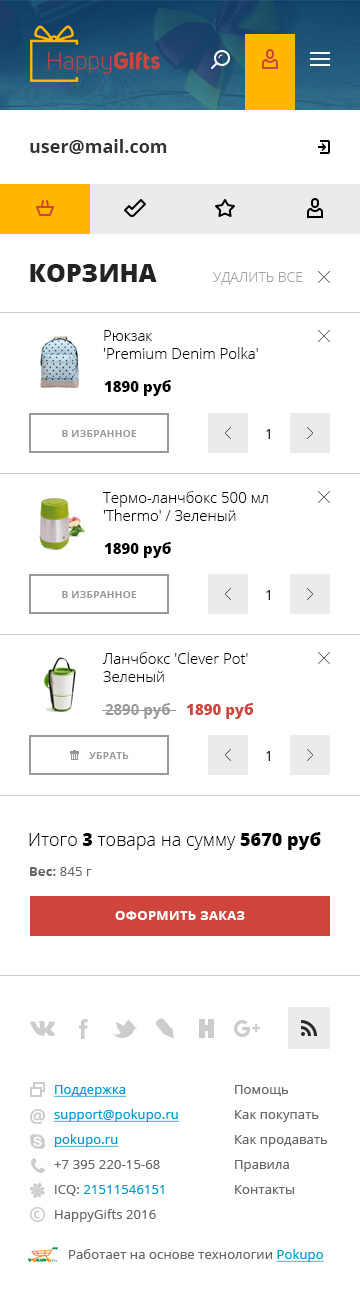 HappyGifts
user@mail.com
КОРЗИНА
УДАЛИТЬ ВСЕ
Рюкзак
'Premium Denim Polka'
1890 руб
В ИЗБРАННОЕ
1
Термо-ланчбокс 500 мл
'Thermo' / Зеленый
1890 руб
В ИЗБРАННОЕ
1
Ланчбокс 'Clever Pot'
Зеленый
2890 руб 1890 руб
УБРАТЬ
1
Итого 3 товара на сумму 5670 руб
Вес: 845 г
ОФОРМИТЬ ЗАКАЗ
Поддержка
support@pokupo.ru
pokupo.ru
+7 395 220-15-68
ICQ: 21511546151
© HappyGifts 2016
Помощь
Как покупать
Как продавать
Правила
Контакты
Работает на основе технологии Pokupo